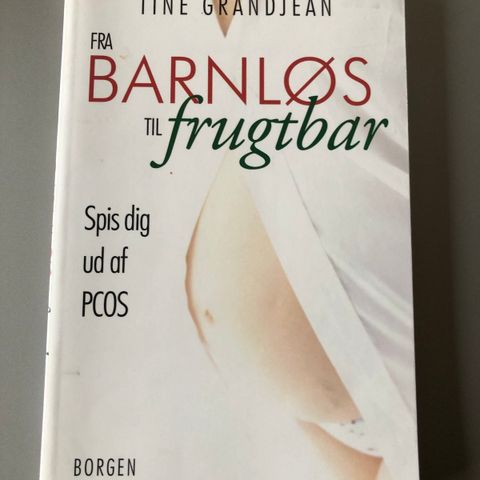 TINE GRANDJEAN
FRA
BARNLØS
TIL frugtbar
Spis dig
ud af
PCOS
BORGEN